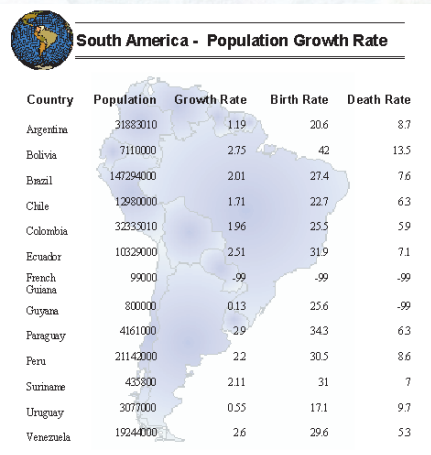 South America - Population Growth Rate
Country Population Growth Rate Birth Rate Death Rate
Argentina 31883010 1.19 20.6 8.7
Bolivia 7110000 2.75 42 13.5
Brazil 147294000 2.01 27.4 7.6
Chile 12980000 1.71 22.7 6.3
Colombia 32335010 1.96 25.5 5.9
Ecuador 10329000 2.51 31.9 7.1
French
Guiana 99000 -99 -99 -99
Guyana 800000 0.13 25.6 -99
Paraguay 4161000 2.9 34.3 6.3
Peru 21142000 2.2 30.5 8.6
Suriname 435800 2.11 31 7
Uruguay 3077000 0.55 17.1 9.7
Venezuela 19244000 2.6 29.6 5.3